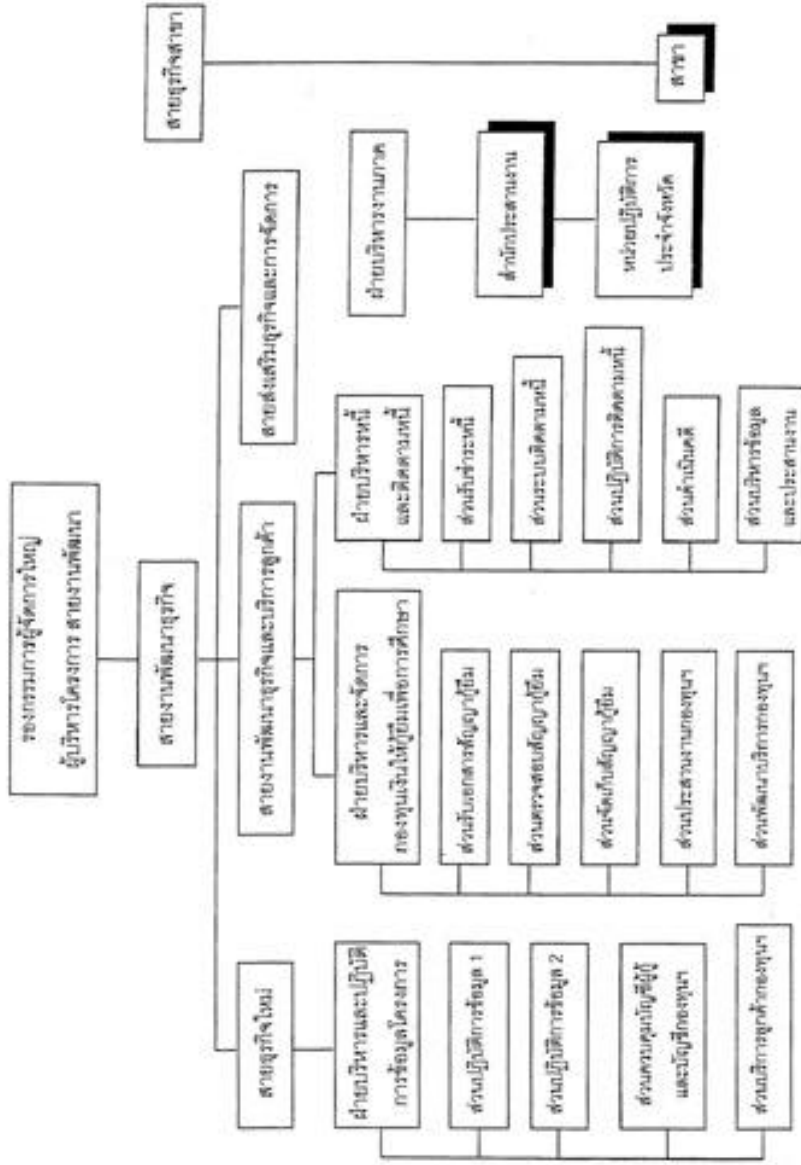 รองกรรมการผู้จัดการใหญ่
ผู้บริหารโครงการ สายงานพัฒนา
สายงานพัฒนาธุรกิจ
สายธุรกิจใหม่
สายงานพัฒนาธุรกิจและบริการลูกค้า
สายส่งเสริมธุรกิจและการจัดการ
สายธุรกิจสาขา
ฝ่ายบริหารและปฏิบัติ
การข้อมูลโครงการ
ส่วนปฏิบัติการข้อมูล 1
ส่วนปฏิบัติการข้อมูล 2
ส่วนควบคุมบัญชีผู้กู้
และบัญชีกองทุนฯ
ส่วนบริการลูกค้ากองทุนฯ
ฝ่ายบริหารและจัดการ
กองทุนเงินให้กู้ยืมเพื่อการศึกษา
ส่วนรับเอกสารสัญญากู้ยืม
ส่วนตรวจสอบสัญญากู้ยืม
ส่วนจัดเก็บสัญญากู้ยืม
ส่วนประสานงานกองทุนฯ
ส่วนพัฒนาบริการกองทุนฯ
ฝ่ายบริหารหนี้
และติดตามหนี้
ส่วนรับชำระหนี้
ส่วนระบบติดตามหนี้
ส่วนปฏิบัติการติดตามหนี้
ส่วนดำเนินคดี
ส่วนบริหารข้อมูล
และประสานงาน
ฝ่ายบริหารงานภาค
สำนักประสานงาน
หน่วยปฏิบัติการ
ประจำจังหวัด
สาขา